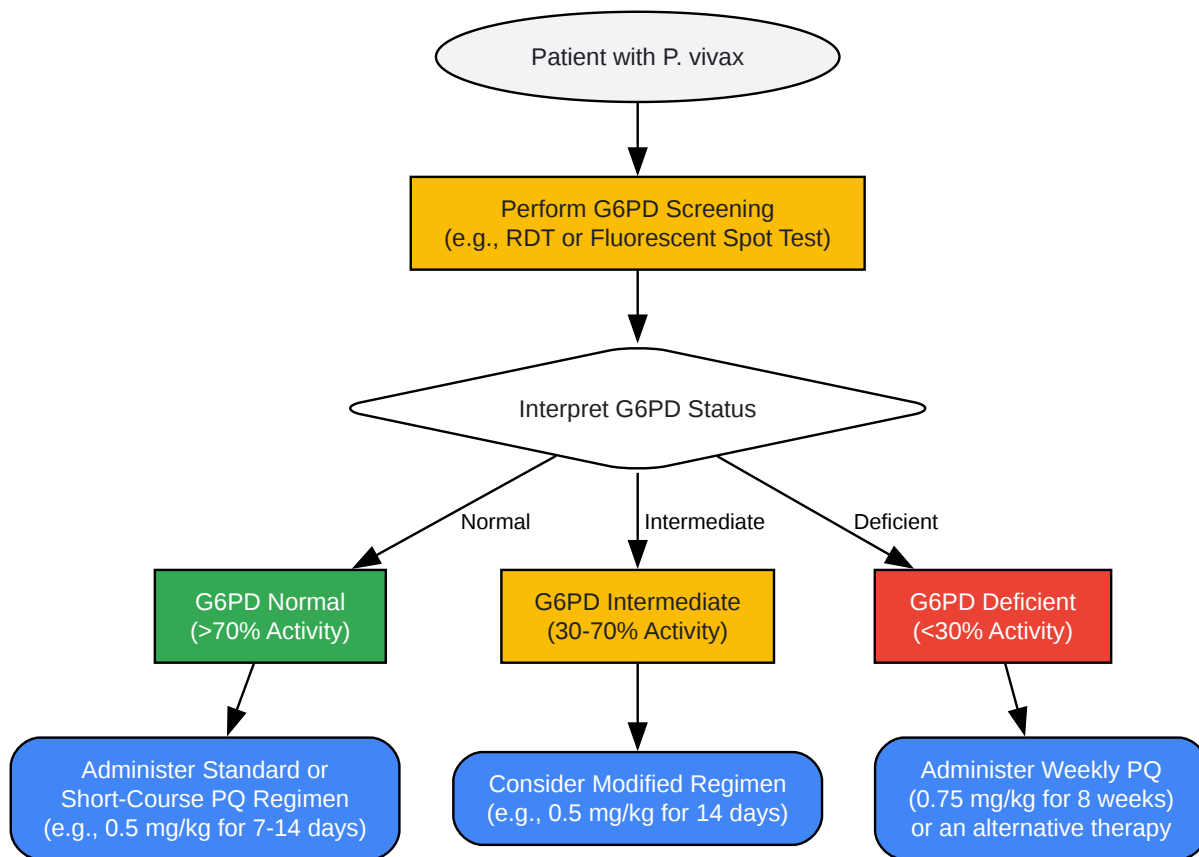 Patient with P. vivax
Perform G6PD Screening
(e.g., RDT or Fluorescent Spot Test)
Interpret G6PD Status
Normal
Intermediate
Deficient
G6PD Normal
(>70% Activity)
G6PD Intermediate
(30-70% Activity)
G6PD Deficient
(<30% Activity)
Administer Standard or
Short-Course PQ Regimen
(e.g., 0.5 mg/kg for 7-14 days)
Consider Modified Regimen
(e.g., 0.5 mg/kg for 14 days)
Administer Weekly PQ
(0.75 mg/kg for 8 weeks)
or an alternative therapy